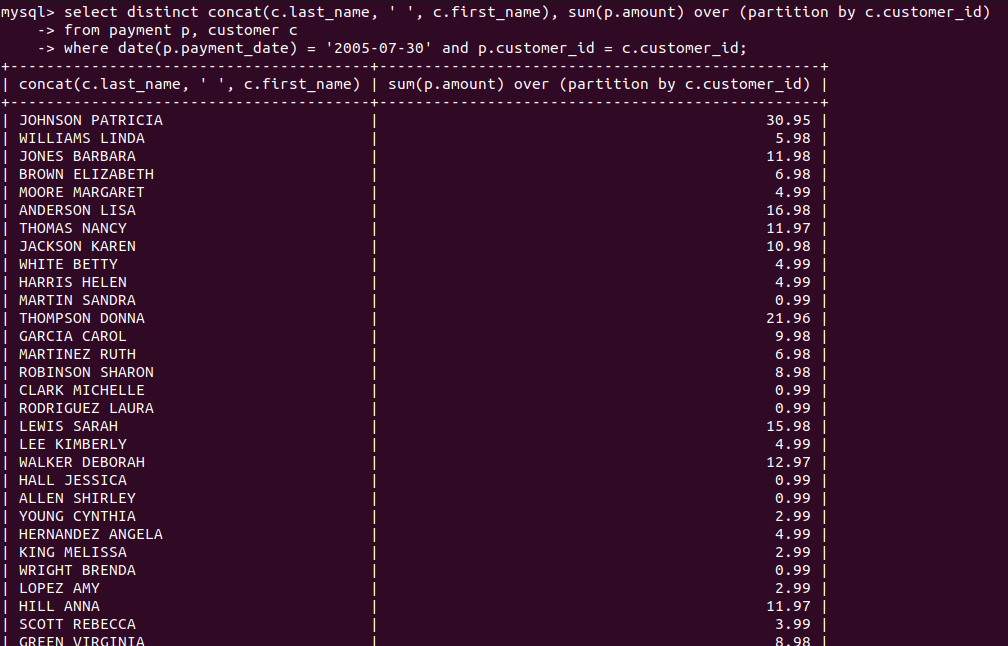 mysql> select distinct concat(c.last_name, ' ', c.first_name), sum(p.amount) over (partition by c.customer_id)
    -> from payment p, customer c
    -> where date(p.payment_date) = '2005-07-30' and p.customer_id = c.customer_id;
+----------------------------------------+-------------------------------------------------+
| concat(c.last_name, ' ', c.first_name) | sum(p.amount) over (partition by c.customer_id) |
+----------------------------------------+-------------------------------------------------+
| JOHNSON PATRICIA                       |                                           30.95 |
| WILLIAMS LINDA                         |                                            5.98 |
| JONES BARBARA                          |                                           11.98 |
| BROWN ELIZABETH                        |                                            6.98 |
| MOORE MARGARET                         |                                            4.99 |
| ANDERSON LISA                          |                                           16.98 |
| THOMAS NANCY                           |                                           11.97 |
| JACKSON KAREN                          |                                           10.98 |
| WHITE BETTY                            |                                            4.99 |
| HARRIS HELEN                           |                                            4.99 |
| MARTIN SANDRA                          |                                            0.99 |
| THOMPSON DONNA                         |                                           21.96 |
| GARCIA CAROL                           |                                            9.98 |
| MARTINEZ RUTH                          |                                            6.98 |
| ROBINSON SHARON                        |                                            8.98 |
| CLARK MICHELLE                         |                                            0.99 |
| RODRIGUEZ LAURA                        |                                            0.99 |
| LEWIS SARAH                            |                                           15.98 |
| LEE KIMBERLY                           |                                            4.99 |
| WALKER DEBORAH                         |                                           12.97 |
| HALL JESSICA                           |                                            0.99 |
| ALLEN SHIRLEY                          |                                            0.99 |
| YOUNG CYNTHIA                          |                                            2.99 |
| HERNANDEZ ANGELA                       |                                            4.99 |
| KING MELISSA                           |                                            2.99 |
| WRIGHT BRENDA                          |                                            0.99 |
| LOPEZ AMY                              |                                            2.99 |
| HILL ANNA                              |                                           11.97 |
| SCOTT REBECCA                          |                                            3.99 |
| GREEN VIRGINIA                         |                                            8.98 |